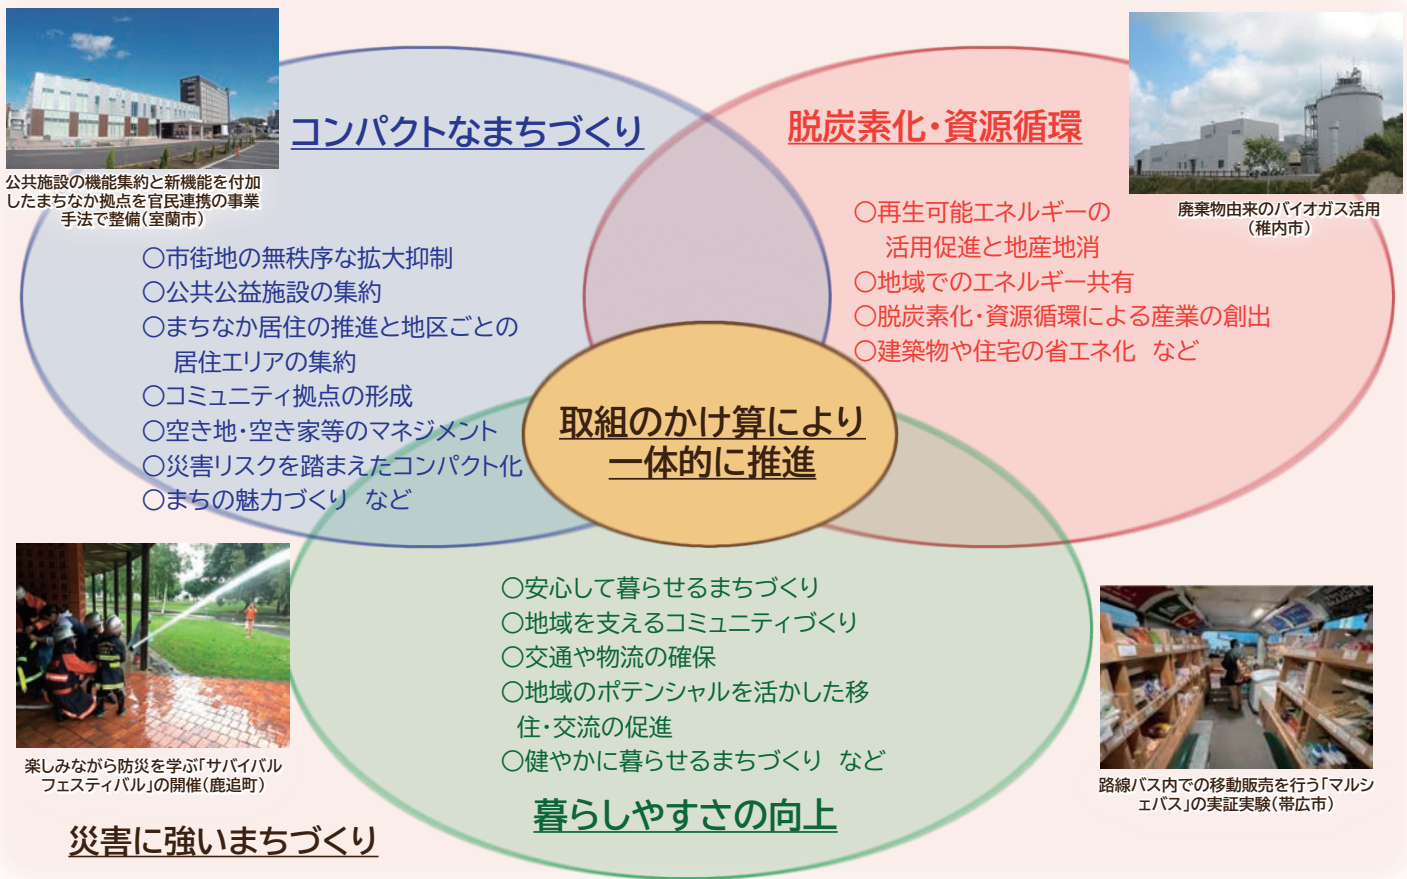 コンパクトなまちづくり
公共施設の機能集約と新機能を付加
したまちなか拠点を官民連携の事業
手法で整備(室蘭市)
〇市街地の無秩序な拡大抑制
〇公共公益施設の集約
〇まちなか居住の推進と地区ごとの
居住エリアの集約
〇コミュニティ拠点の形成
〇空き地・空き家等のマネジメント
〇災害リスクを踏まえたコンパクト化
〇まちの魅力づくり など
脱炭素化・資源循環
廃棄物由来のバイオガス活用
(稚内市)
〇再生可能エネルギーの
活用促進と地産地消
〇地域でのエネルギー共有
〇脱炭素化・資源循環による産業の創出
〇建築物や住宅の省エネ化 など
取組のかけ算により
一体的に推進
〇安心して暮らせるまちづくり
〇地域を支えるコミュニティづくり
〇交通や物流の確保
〇地域のポテンシャルを活かした移
住・交流の促進
〇健やかに暮らせるまちづくり など
暮らしやすさの向上
楽しみながら防災を学ぶ「サバイバル
フェスティバル」の開催(鹿追町)
災害に強いまちづくり
路線バス内での移動販売を行う「マルシ
ェバス」の実証実験(帯広市)